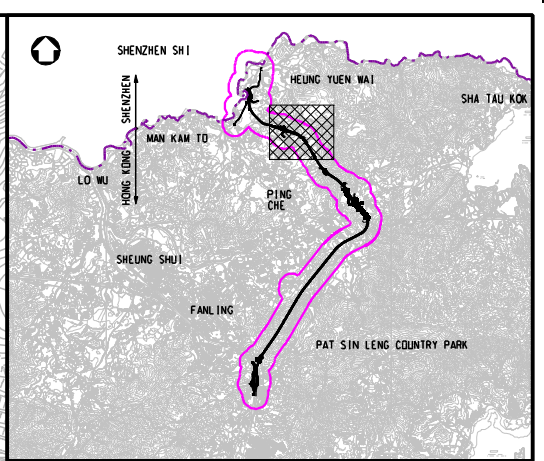 SHENZHEN SHI
HEUNG YUEN WAI
SHA TAU KOK
SHENZHEN
HONG KONG
MAN KAM TO
LO WU
PING
CHE
SHEUNG SHUI
FANLING
PAT SIN LENG COUNTRY PARK